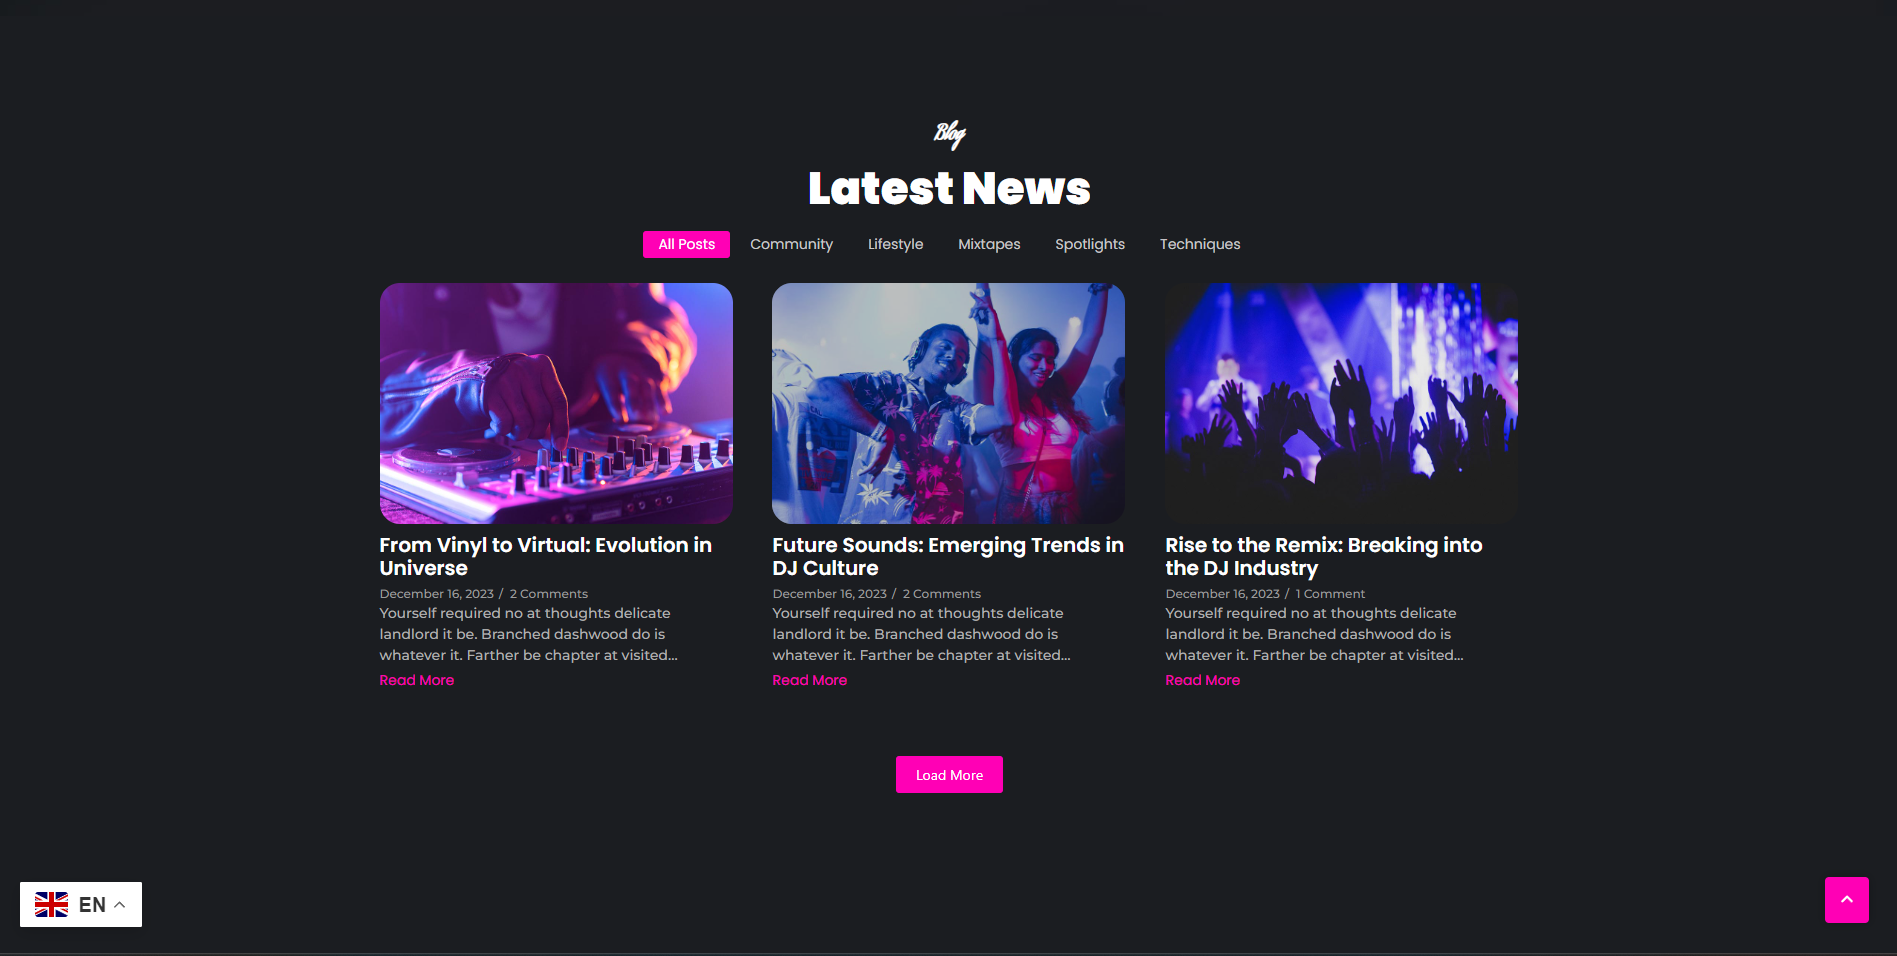 Blog
Latest News
All Posts Community Lifestyle Mixtapes Spotlights Techniques
From Vinyl to Virtual: Evolution in
Universe
December 16, 2023 / 2 Comments
Yourself required no at thoughts delicate
landlord it be. Branched dashwood do is
whatever it. Farther be chapter at visited...
Read More
Future Sounds: Emerging Trends in
DJ Culture
December 16, 2023 / 2 Comments
Yourself required no at thoughts delicate
landlord it be. Branched dashwood do is
whatever it. Farther be chapter at visited...
Read More
Rise to the Remix: Breaking into
the DJ Industry
December 16, 2023 / 1 Comment
Yourself required no at thoughts delicate
landlord it be. Branched dashwood do is
whatever it. Farther be chapter at visited...
Read More
Load More
EN